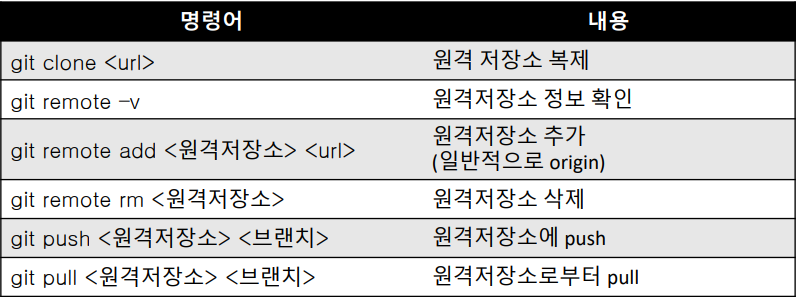 명령어 내용
git clone <url> 원격 저장소 복제
git remote –v 원격저장소 정보 확인
git remote add <원격저장소> <url> 원격저장소 추가
(일반적으로 origin)
git remote rm <원격저장소> 원격저장소 삭제
git push <원격저장소> <브랜치> 원격저장소에 push
git pull <원격저장소> <브랜치> 원격저장소로부터 pull